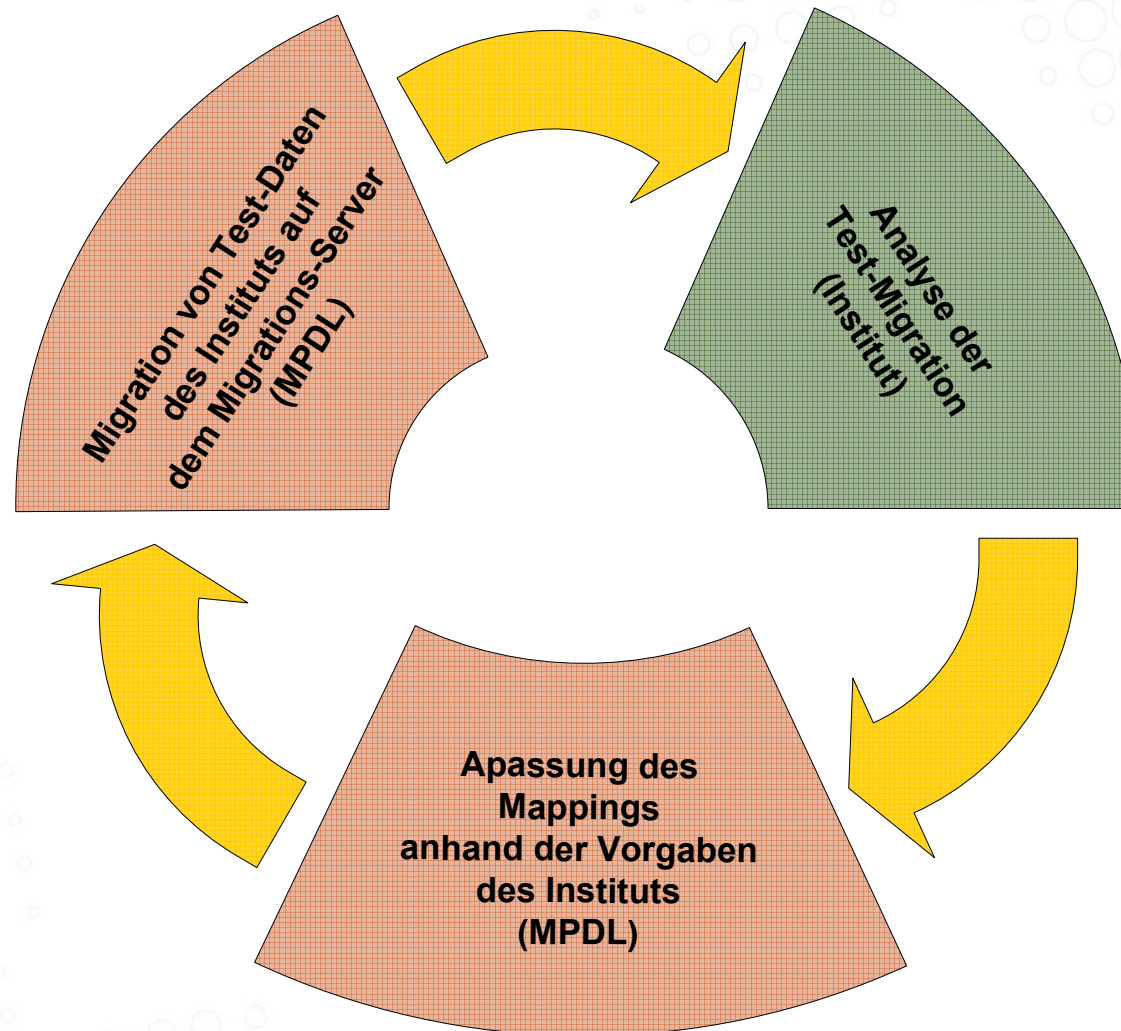 Migration von Test-Daten
des Instituts auf
dem Migrations-Server
(MPDL)
Analyse der
Test-Migration
(Institut)
Apassung des
Mappings
anhand der Vorgaben
des Instituts
(MPDL)